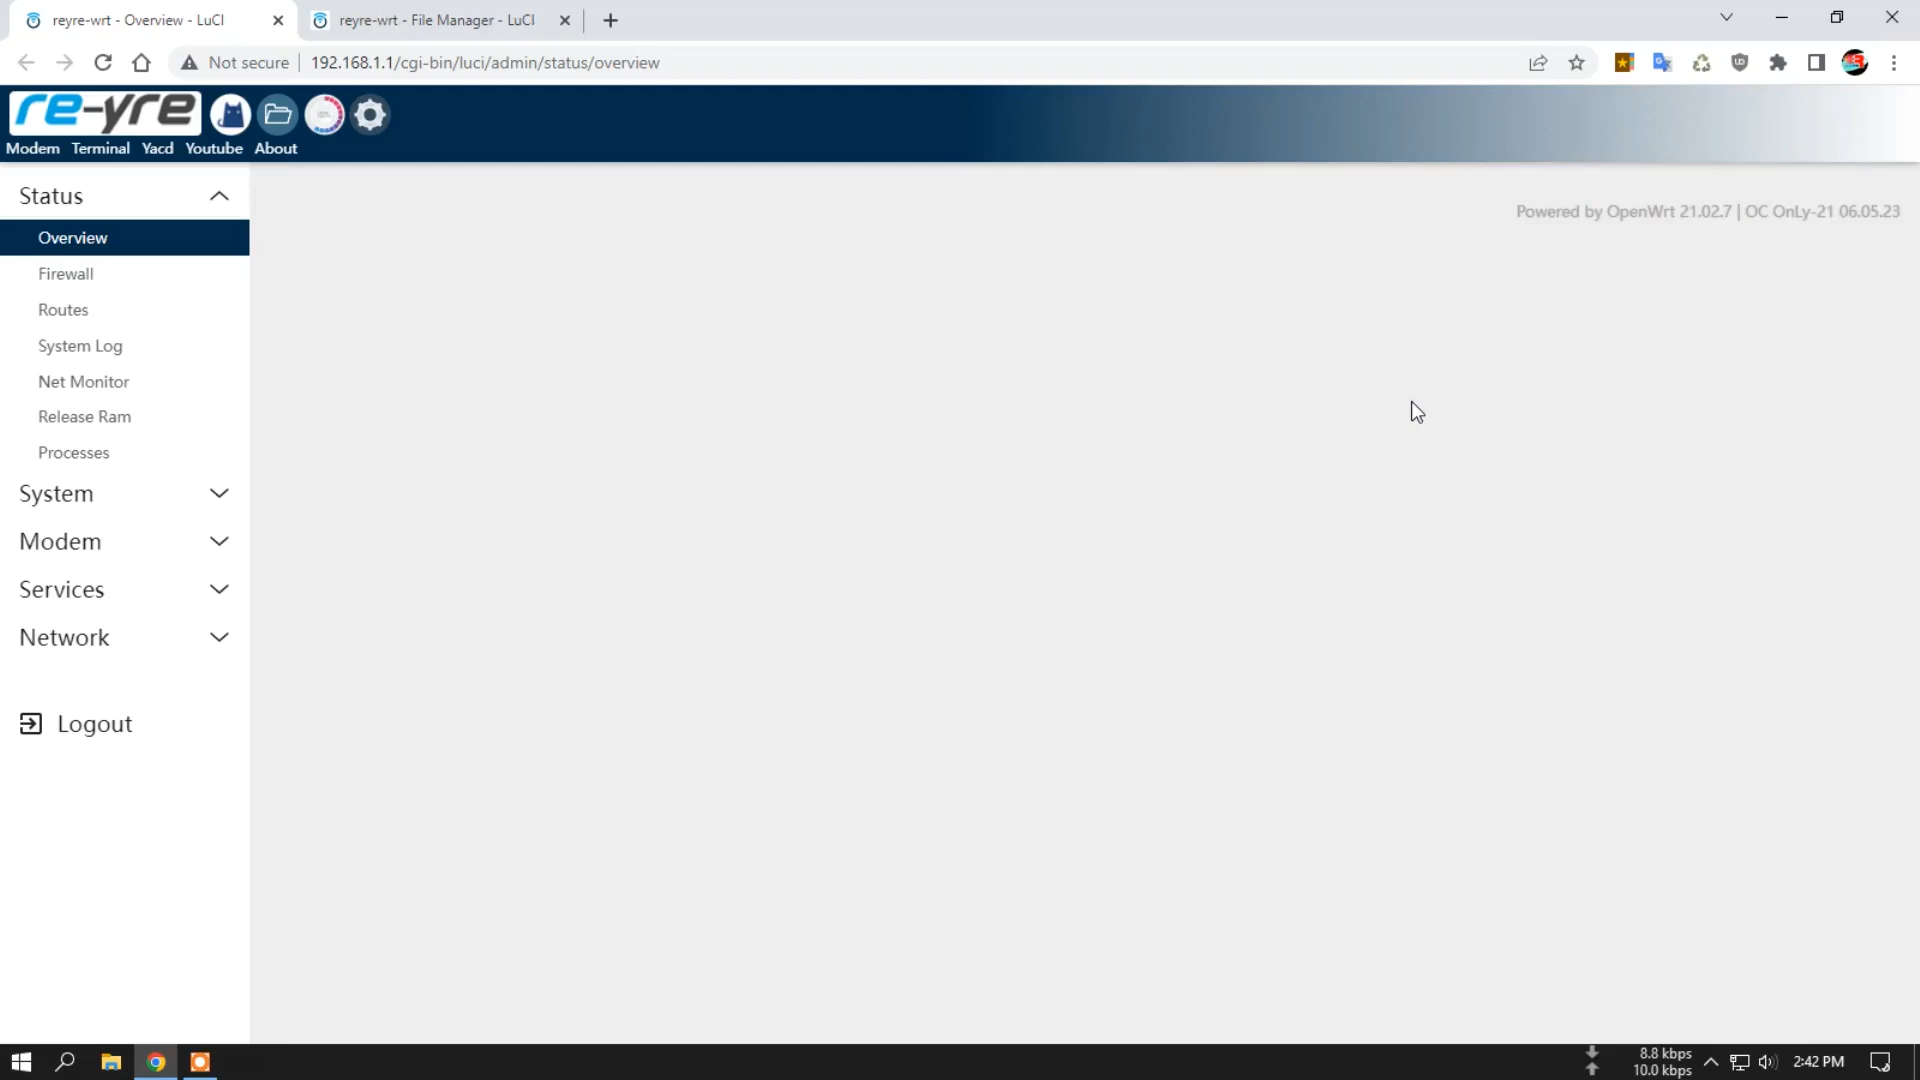 reyre-wrt - Overview - LuCI
reyre-wrt - File Manager - LuCI
Not secure
192.168.1.1/cgi-bin/luci/admin/status/overview
re-yre
Modem Terminal Yacd Youtube About
Status
Overview
Firewall
Routes
System Log
Net Monitor
Release Ram
Processes
System
Modem
Services
Network
Logout
Powered by OpenWrt 21.02.7 | OC OnLy-21 06.05.23
8.8 kbps
10.0 kbps
2:42 PM